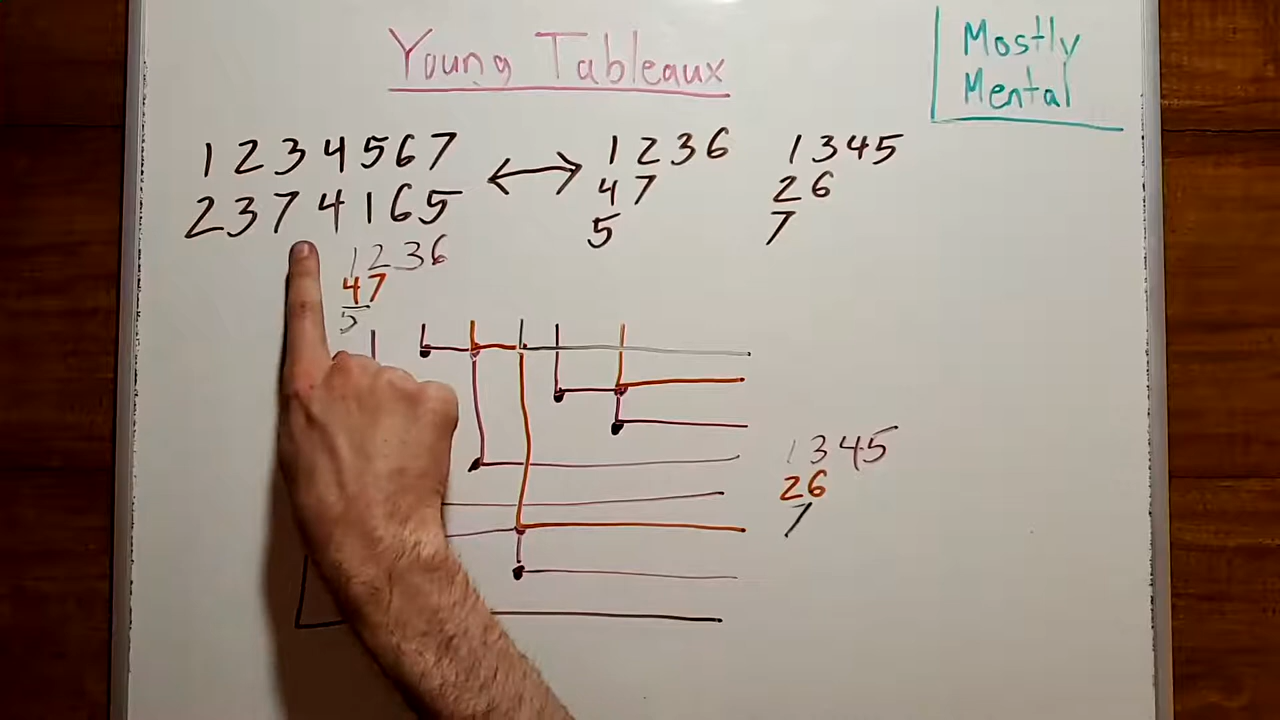 Young Tableaux
Mostly
Mental
1 2 3 4 5 6 7 ↔ 1 2 3 6 1 3 4 5
2 3 7 4 1 6 5 4 7 2 6
5 7
1 2 3 6
4 7
5
1 3 4 5
2 6
7